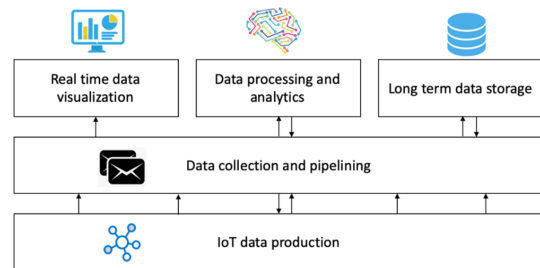 Real time data
visualization
Data processing and
analytics
Long term data storage
Data collection and pipelining
IoT data production